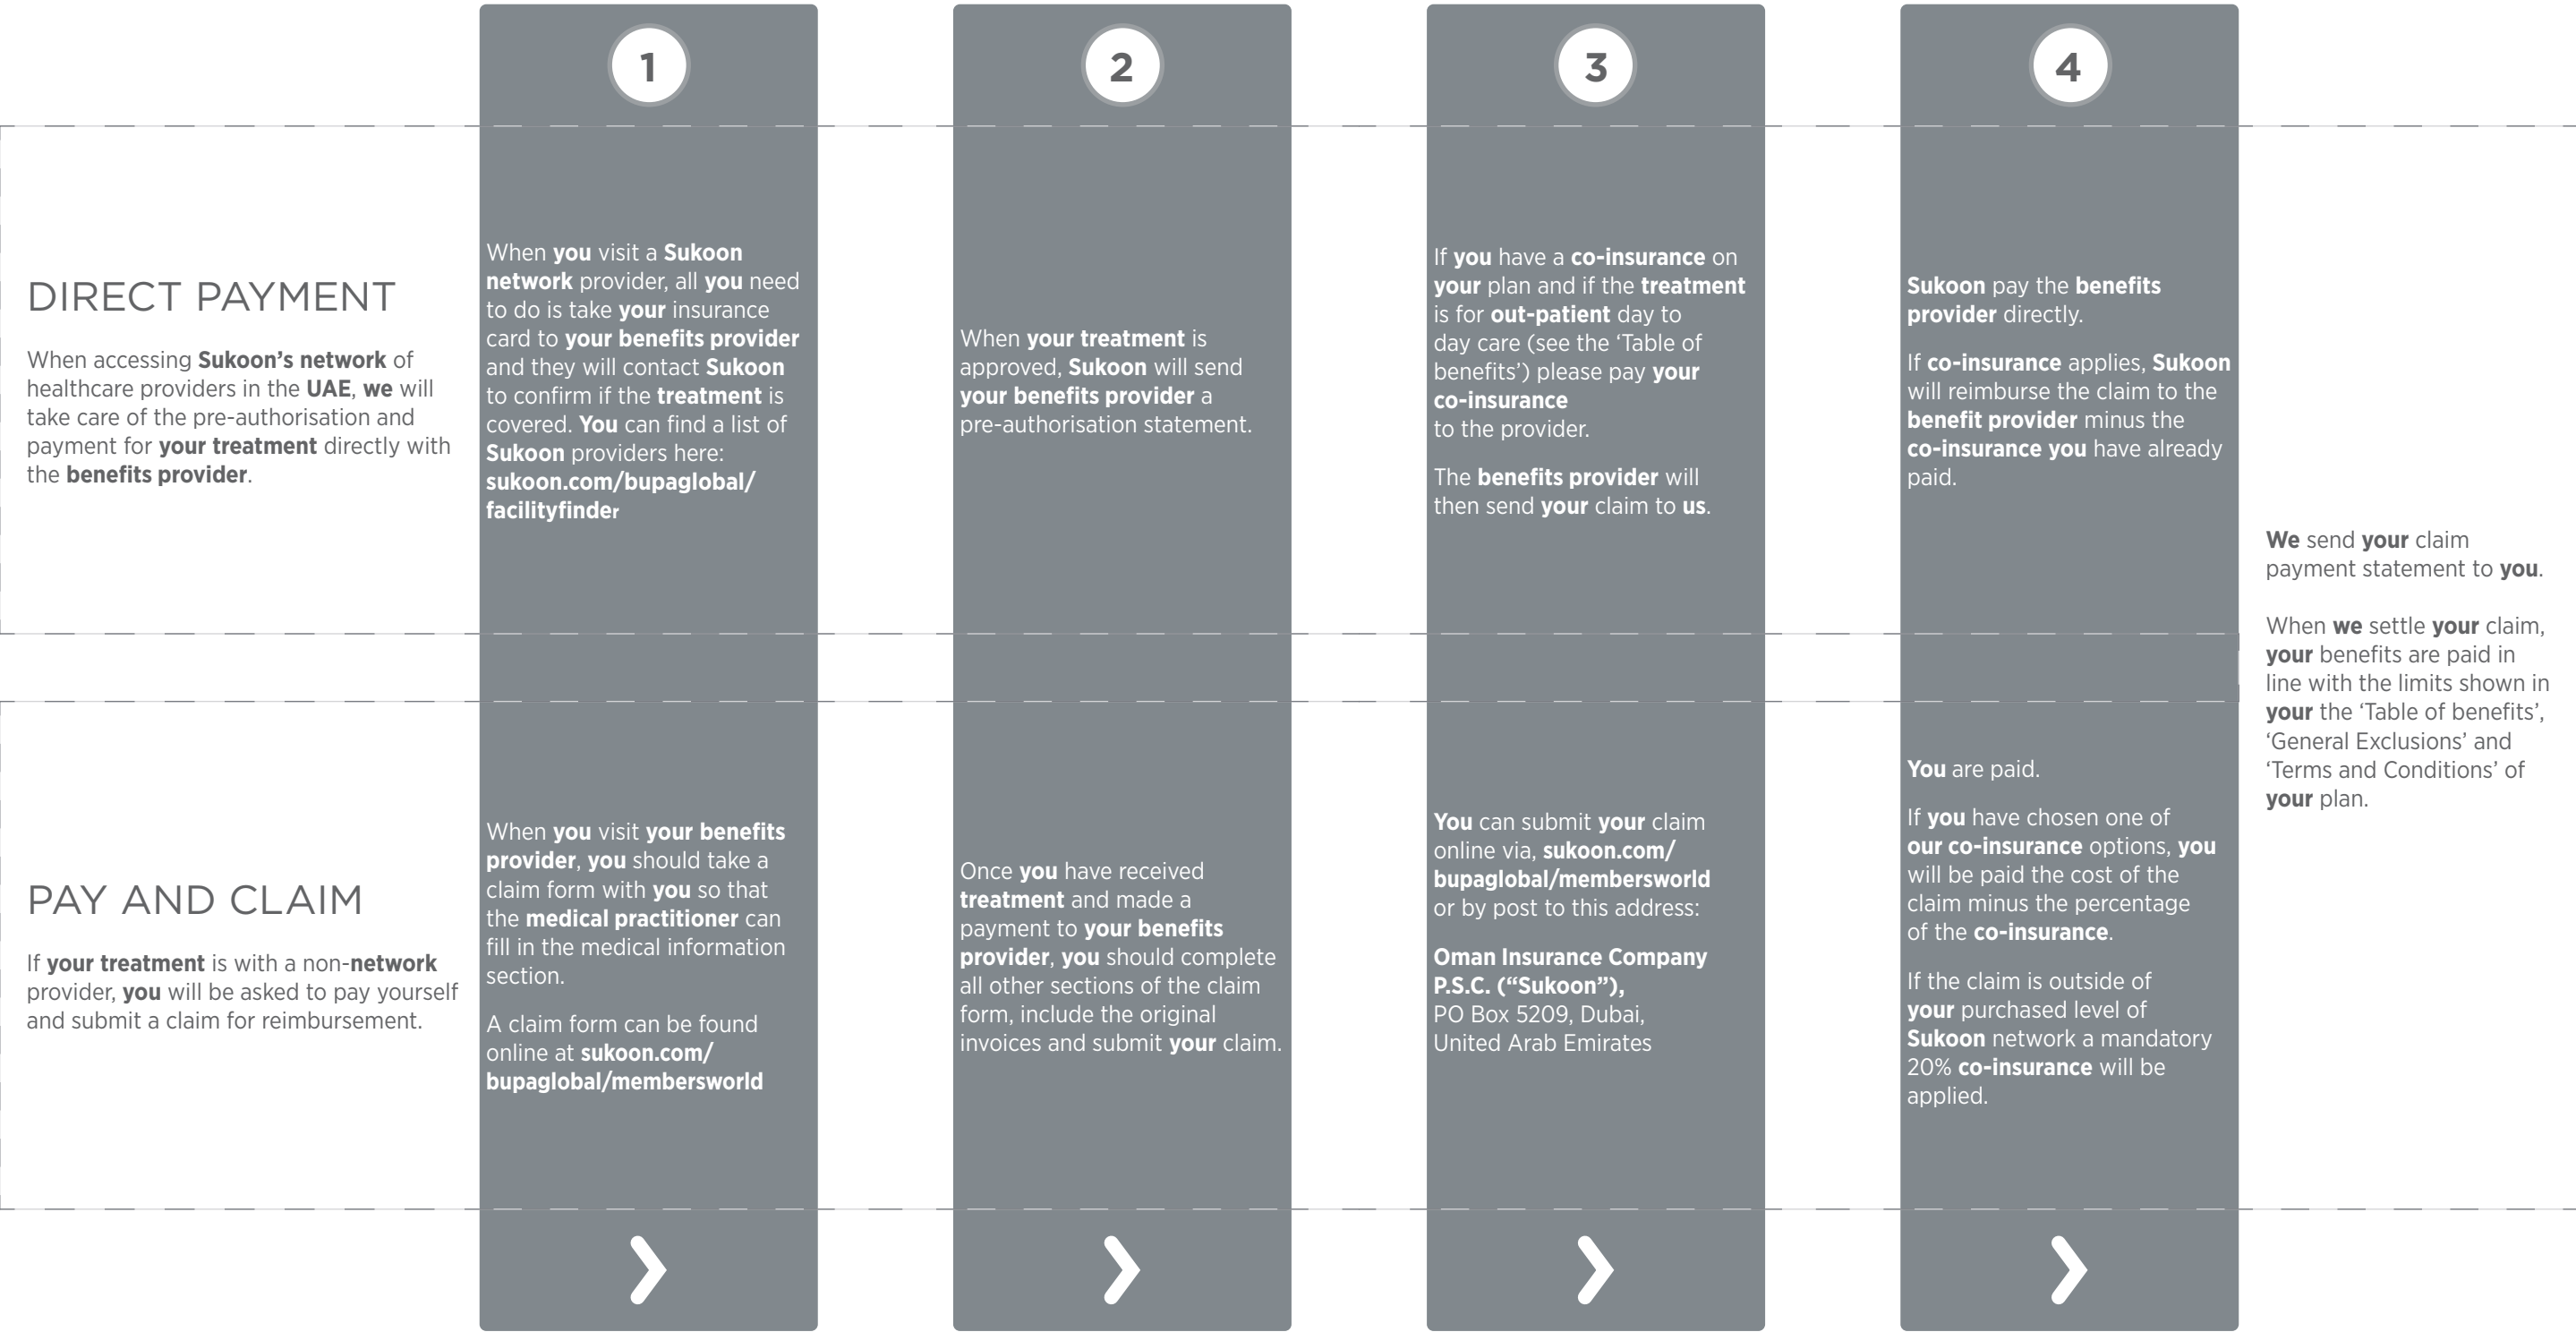 1
2
3
4
DIRECT PAYMENT
When accessing Sukoon's network of
healthcare providers in the UAE, we will
take care of the pre-authorisation and
payment for your treatment directly with
the benefits provider.
When you visit a Sukoon
network provider, all you need
to do is take your insurance
card to your benefits provider
and they will contact Sukoon
to confirm if the treatment is
covered. You can find a list of
Sukoon providers here:
sukoon.com/bupaglobal/
facilityfinder
When your treatment is
approved, Sukoon will send
your benefits provider a
pre-authorisation statement.
If you have a co-insurance on
your plan and if the treatment
is for out-patient day to
day care (see the ‘Table of
benefits’) please pay your
co-insurance
to the provider.
The benefits provider will
then send your claim to us.
Sukoon pay the benefits
provider directly.
If co-insurance applies, Sukoon
will reimburse the claim to the
benefit provider minus the
co-insurance you have already
paid.
PAY AND CLAIM
If your treatment is with a non-network
provider, you will be asked to pay yourself
and submit a claim for reimbursement.
When you visit your benefits
provider, you should take a
claim form with you so that
the medical practitioner can
fill in the medical information
section.
A claim form can be found
online at sukoon.com/
bupaglobal/membersworld
Once you have received
treatment and made a
payment to your benefits
provider, you should complete
all other sections of the claim
form, include the original
invoices and submit your claim.
You can submit your claim
online via, sukoon.com/
bupaglobal/membersworld
or by post to this address:
Oman Insurance Company
P.S.C. (“Sukoon”),
PO Box 5209, Dubai,
United Arab Emirates
You are paid.
If you have chosen one of
our co-insurance options, you
will be paid the cost of the
claim minus the percentage
of the co-insurance.
If the claim is outside of
your purchased level of
Sukoon network a mandatory
20% co-insurance will be
applied.
We send your claim
payment statement to you.
When we settle your claim,
your benefits are paid in
line with the limits shown in
your the ‘Table of benefits’,
‘General Exclusions’ and
‘Terms and Conditions’ of
your plan.